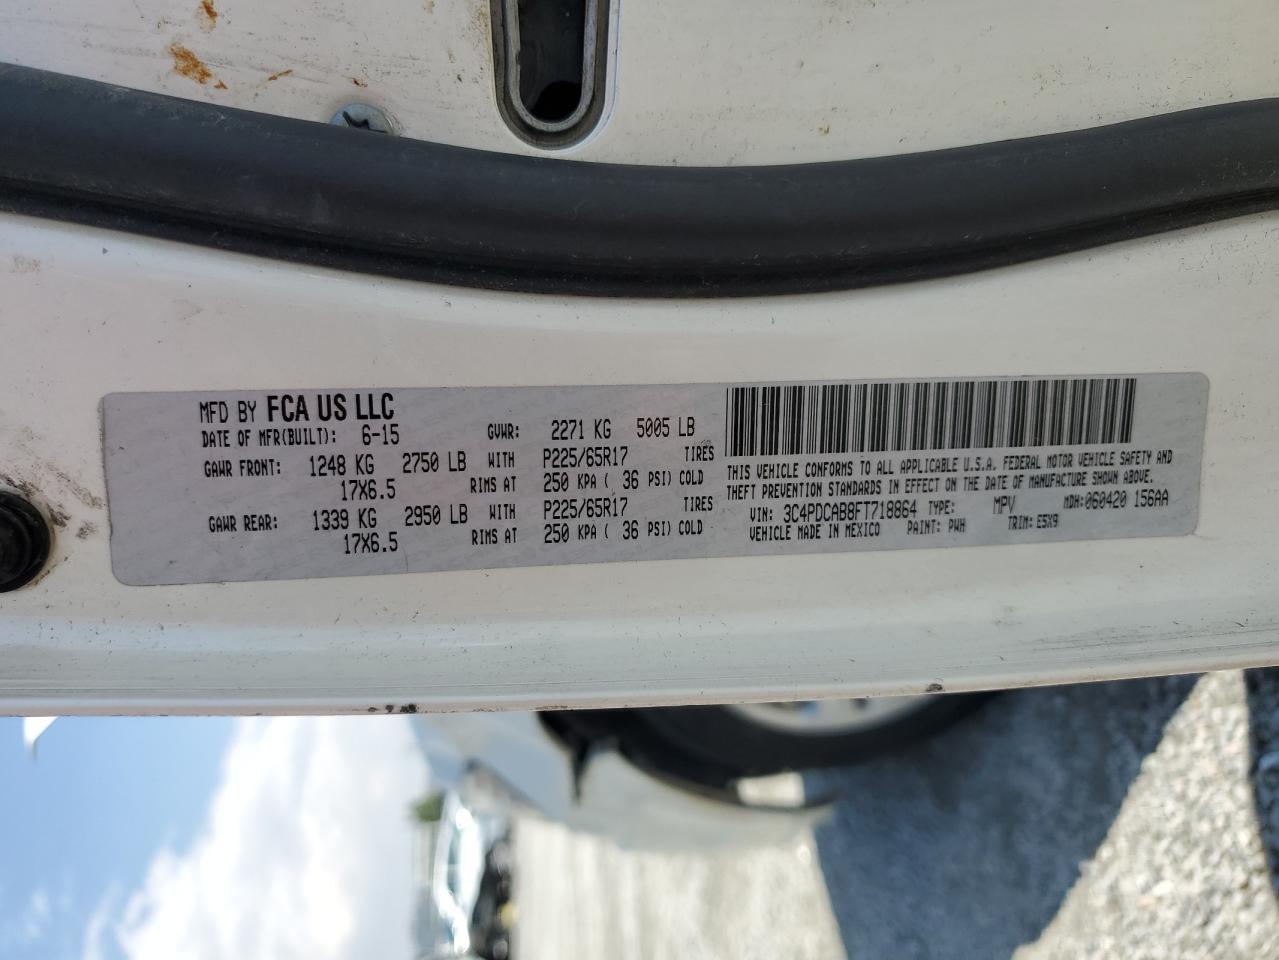 MFD BY FCA US LLC
DATE OF MFR(BUILT): 6-15 GVWR: 2271 KG 5005 LB
GAWR FRONT: 1248 KG 2750 LB WITH P225/65R17 TIRES
17X6.5 RIMS AT 250 KPA ( 36 PSI) COLD
GAWR REAR: 1339 KG 2950 LB WITH P225/65R17 TIRES
17X6.5 RIMS AT 250 KPA ( 36 PSI) COLD
THIS VEHICLE CONFORMS TO ALL APPLICABLE U.S.A. FEDERAL MOTOR VEHICLE SAFETY AND
THEFT PREVENTION STANDARDS IN EFFECT ON THE DATE OF MANUFACTURE SHOWN ABOVE.
VIN: 3C4PDCAB8FT718864 TYPE: MPV MDH:060420 156AA
VEHICLE MADE IN MEXICO PAINT: PWH TRIM: E5X9